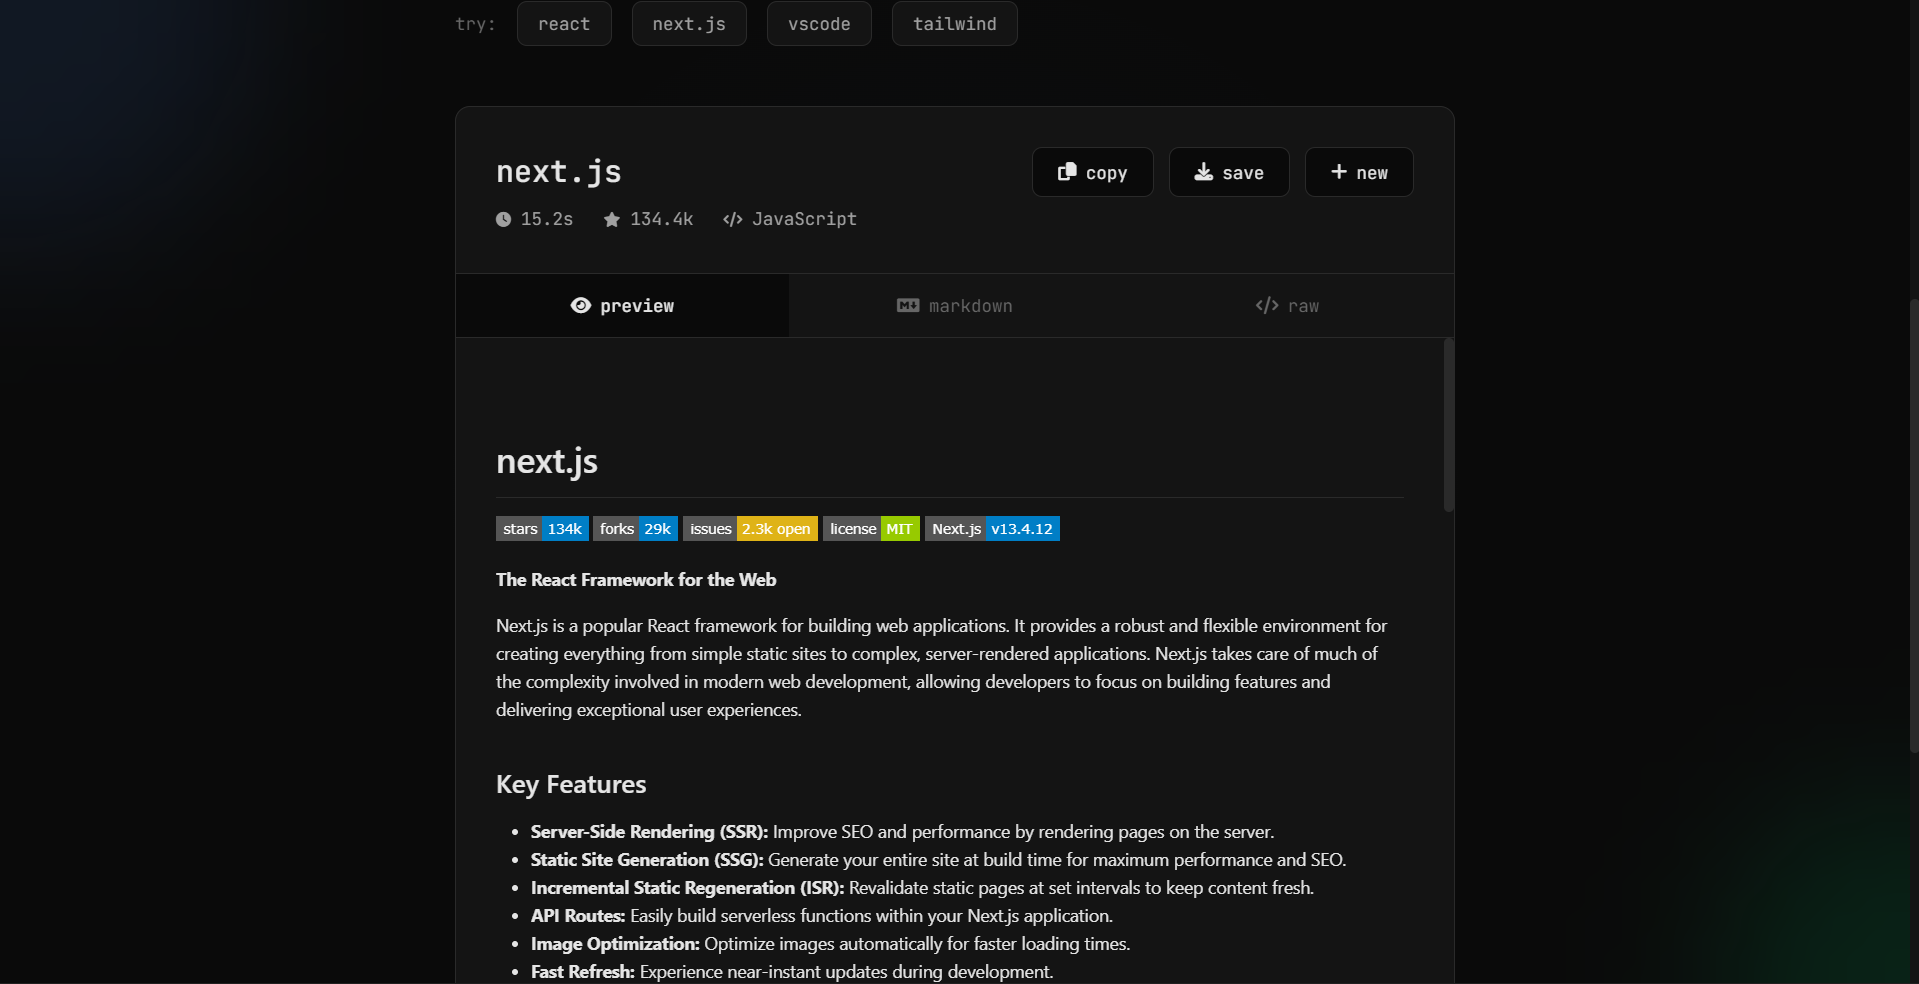 try: react next.js vscode tailwind
next.js
copy save new
15.2s 134.4k JavaScript
preview markdown raw
next.js
stars 134k forks 29k issues 2.3k open license MIT Next.js v13.4.12
The React Framework for the Web
Next.js is a popular React framework for building web applications. It provides a robust and flexible environment for
creating everything from simple static sites to complex, server-rendered applications. Next.js takes care of much of
the complexity involved in modern web development, allowing developers to focus on building features and
delivering exceptional user experiences.
Key Features
• Server-Side Rendering (SSR): Improve SEO and performance by rendering pages on the server.
• Static Site Generation (SSG): Generate your entire site at build time for maximum performance and SEO.
• Incremental Static Regeneration (ISR): Revalidate static pages at set intervals to keep content fresh.
• API Routes: Easily build serverless functions within your Next.js application.
• Image Optimization: Optimize images automatically for faster loading times.
• Fast Refresh: Experience near-instant updates during development.